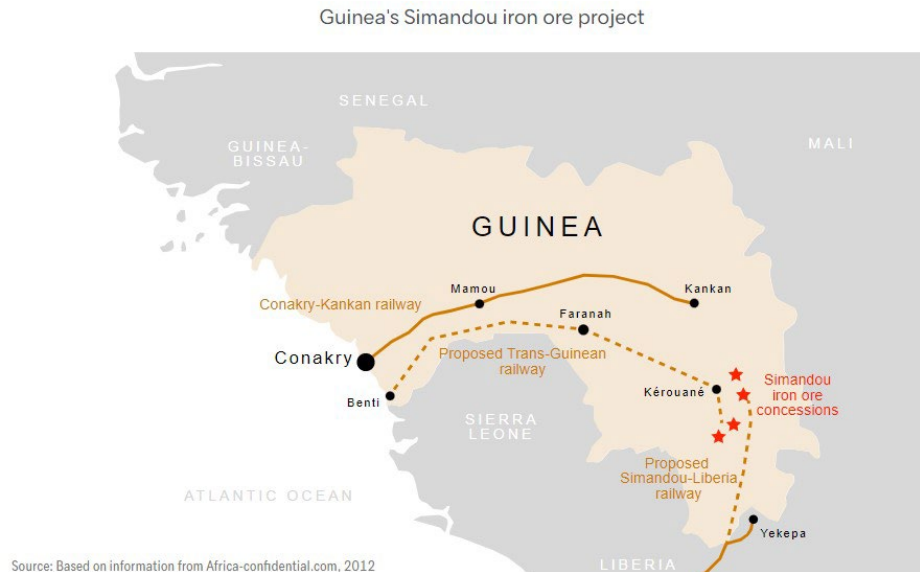 Guinea's Simandou iron ore project
SENEGAL
MALI
GUINEA-
BISSAU
GUINEA
Mamou
Kankan
Conakry-Kankan railway
Faranah
Conakry
Proposed Trans-Guinean
railway
Benti
Kérouané
Simandou
iron ore
concessions
SIERRA
LEONE
Proposed
Simandou-Liberia
railway
ATLANTIC OCEAN
Yekepa
LIBERIA
Source: Based on information from Africa-confidential.com, 2012